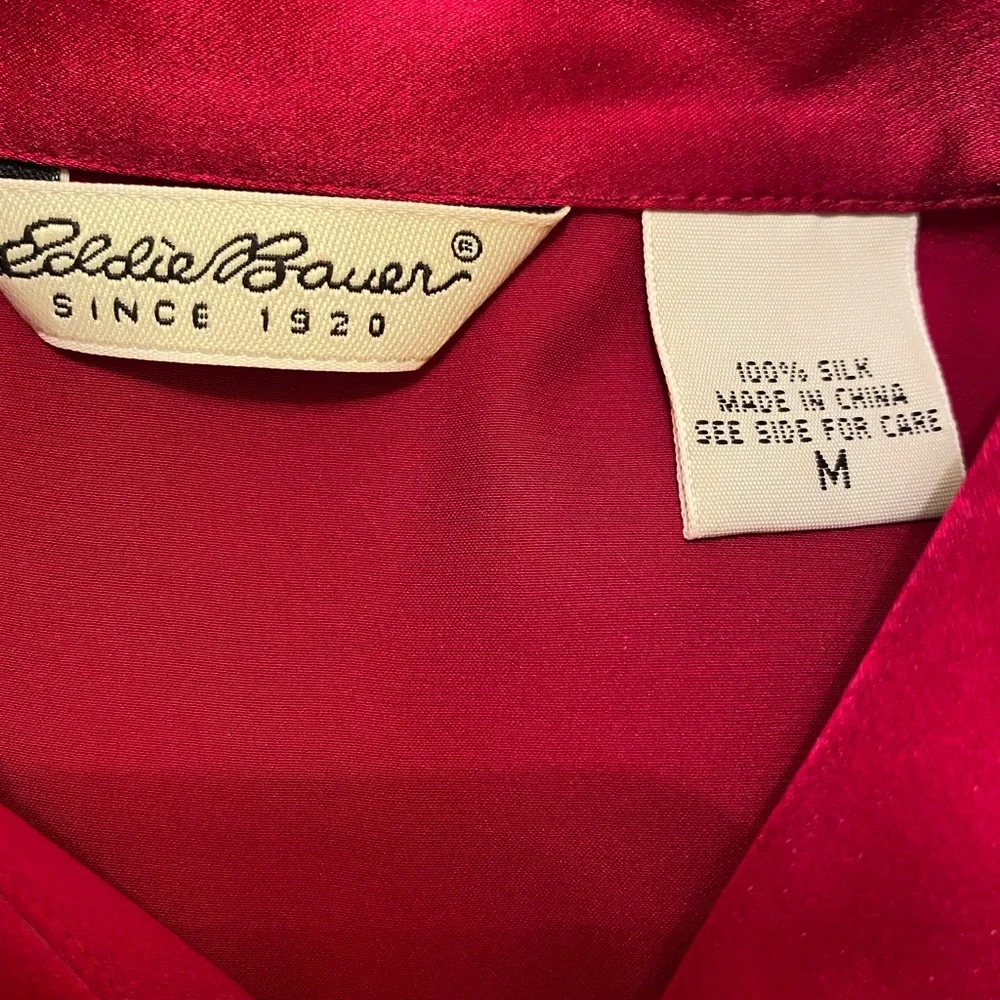 Eddie Bauer®
SINCE 1920
100% SILK
MADE IN CHINA
SEE SIDE FOR CARE
M